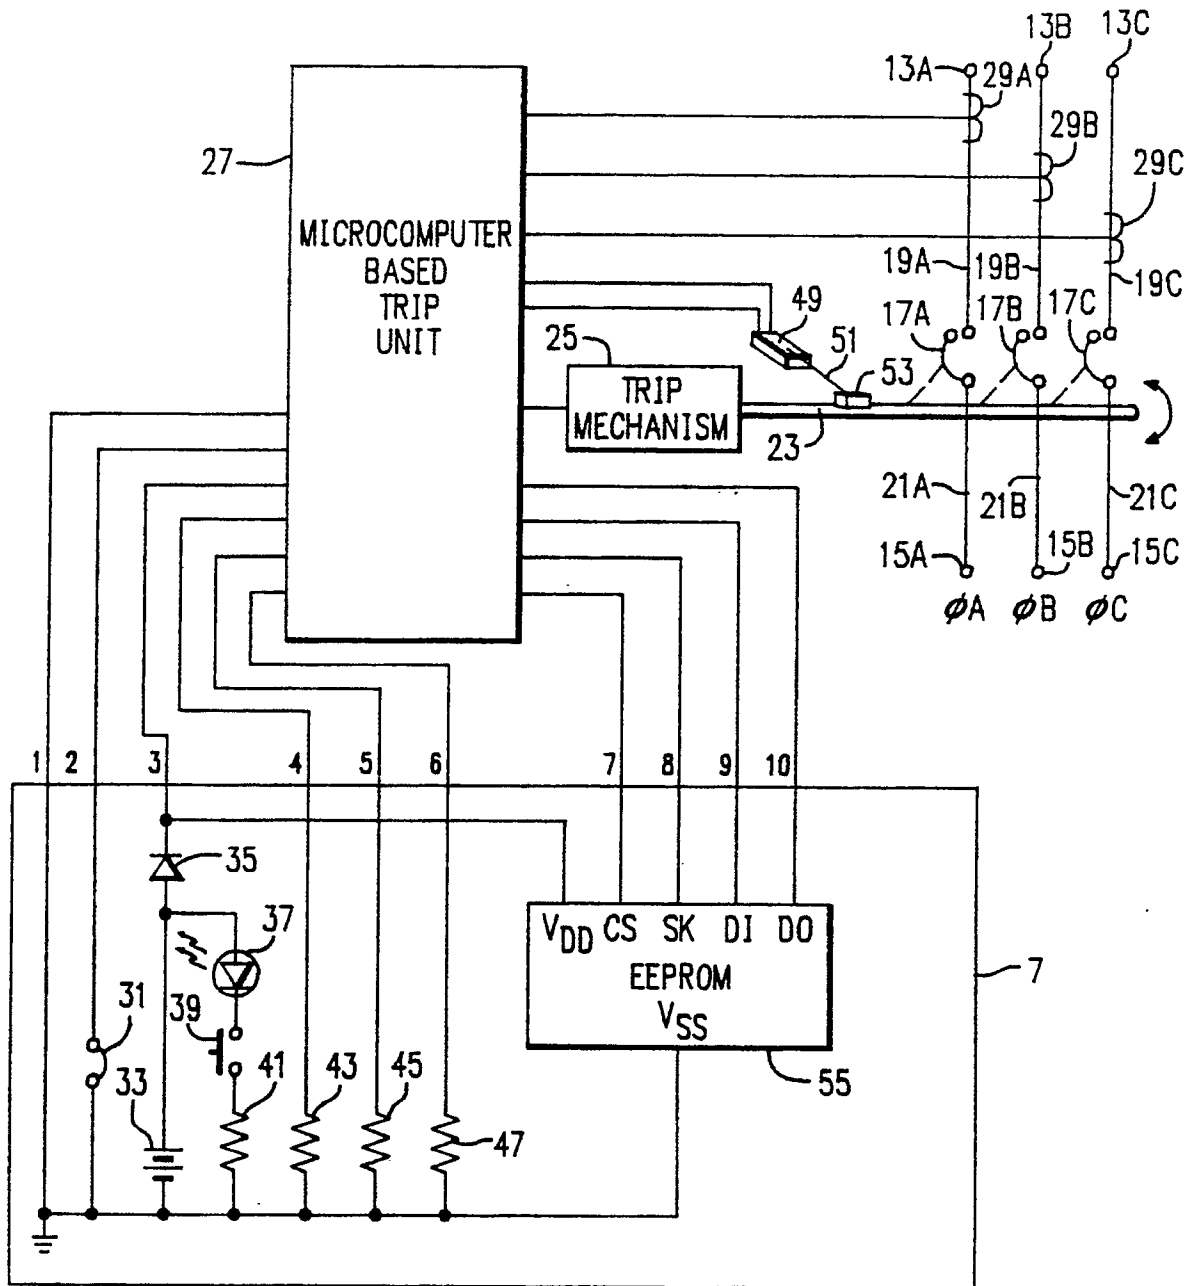 13B 13C
13A 29A
29B
27
29C
MICROCOMPUTER
BASED
TRIP
UNIT
19A 19B 19C
49 17A 17B 17C
51
25 53
TRIP
MECHANISM
23
21A 21B 21C
15A 15B 15C
ØA ØB ØC
1 2 3 4 5 6 7 8 9 10
35
VDD CS SK DI DO
37
EEPROM
7
VSS
31
39
55
33 41 43 45
47